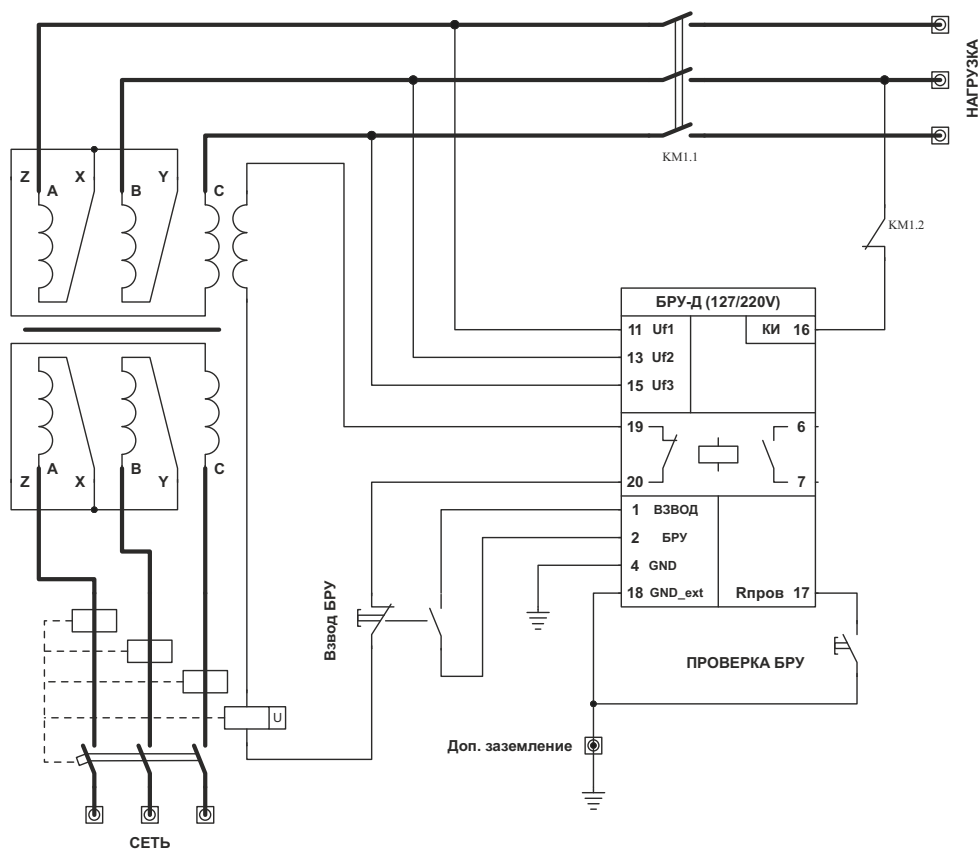 НАГРУЗКА
KM1.1
Z A X B Y C
KM1.2
БРУ-Д (127/220V)
11 Uf1
КИ 16
13 Uf2
15 Uf3
19
6
20
7
1 ВЗВОД
2 БРУ
4 GND
18 GND_ext
Rпров 17
Z A X B Y C
Взвод БРУ
ПРОВЕРКА БРУ
U
Доп. заземление
СЕТЬ